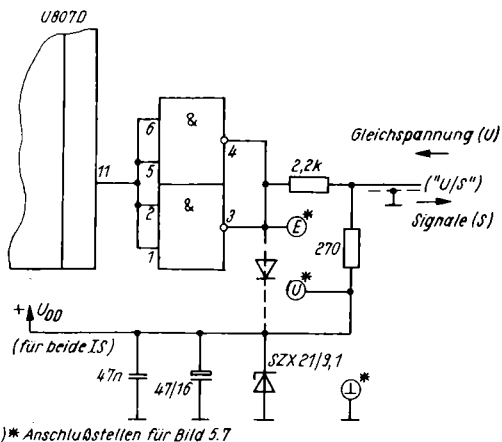 U807D
&
6
4
Gleichspannung (U)
2,2k
11
5
("U/S")
2
&
3
E*
Signale (S)
1
270
U*
+ U_DD
(für beide IS)
SZX 21/9,1
47n
47/16
⊥*
)* Anschlußstellen für Bild 5.7